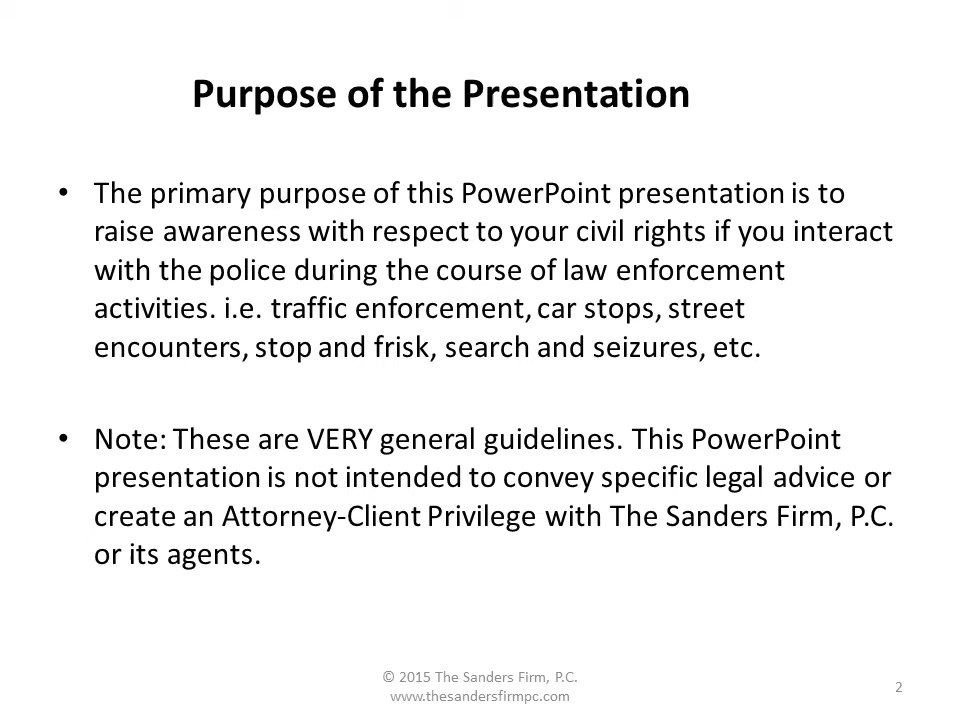 Purpose of the Presentation
• The primary purpose of this PowerPoint presentation is to
raise awareness with respect to your civil rights if you interact
with the police during the course of law enforcement
activities. i.e. traffic enforcement, car stops, street
encounters, stop and frisk, search and seizures, etc.
• Note: These are VERY general guidelines. This PowerPoint
presentation is not intended to convey specific legal advice or
create an Attorney-Client Privilege with The Sanders Firm, P.C.
or its agents.
© 2015 The Sanders Firm, P.C.
www.thesandersfirmpc.com
2